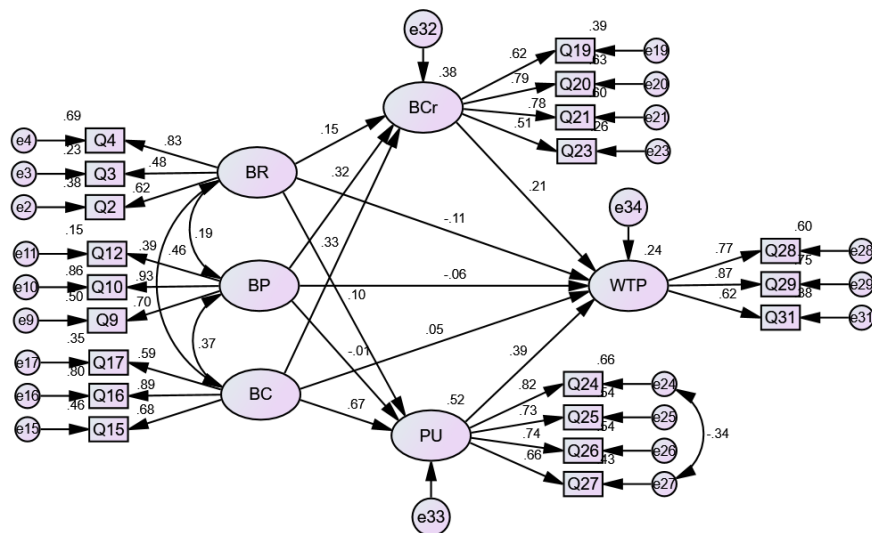 e32
.39
.38
.62
Q19
e19
.63
.79
Q20
e20
.60
BCr
.78
Q21
e21
.26
.51
Q23
e23
.69
e4
Q4
.83
.15
.23
e3
Q3
.48
BR
.32
.38
e2
Q2
.62
.21
e34
.19
-.11
.33
.15
e11
Q12
.39
.46
.24
.60
.77
Q28
e28
.75
.86
e10
Q10
.93
BP
-.06
WTP
.87
Q29
e29
.50
.10
.38
e9
Q9
.70
.62
Q31
e31
.05
.35
.37
-.01
.39
e17
Q17
.59
.66
.80
.82
Q24
e24
e16
Q16
.89
BC
.54
.46
.67
.52
.73
Q25
e25
e15
Q15
.68
.54
PU
.74
Q26
e26
-.34
.43
.66
Q27
e27
e33